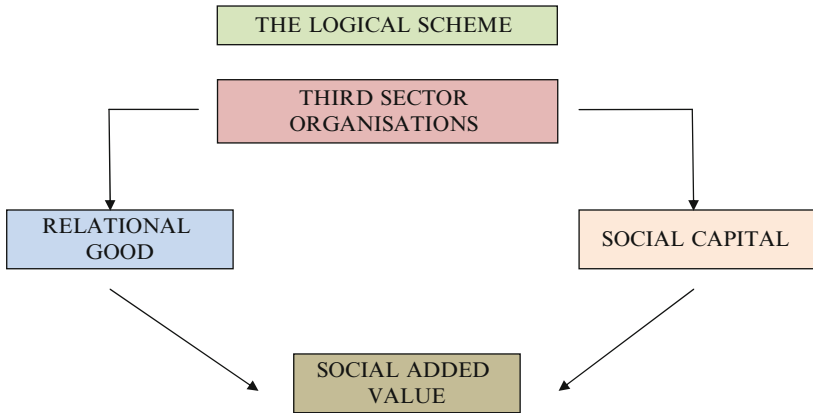 THE LOGICAL SCHEME
THIRD SECTOR
ORGANISATIONS
RELATIONAL
GOOD
SOCIAL CAPITAL
SOCIAL ADDED
VALUE